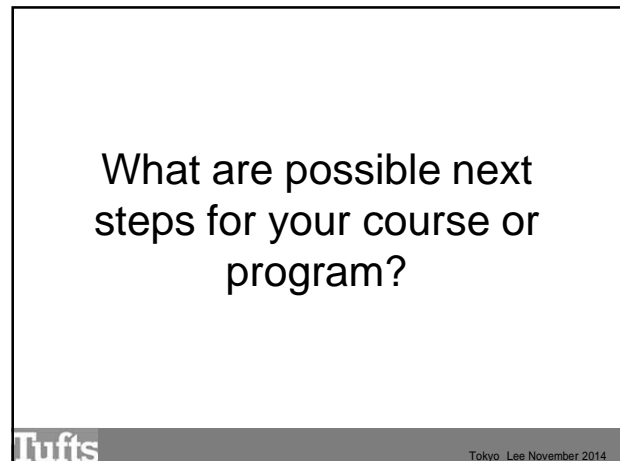 What are possible next
steps for your course or
program?
Tufts
Tokyo Lee November 2014